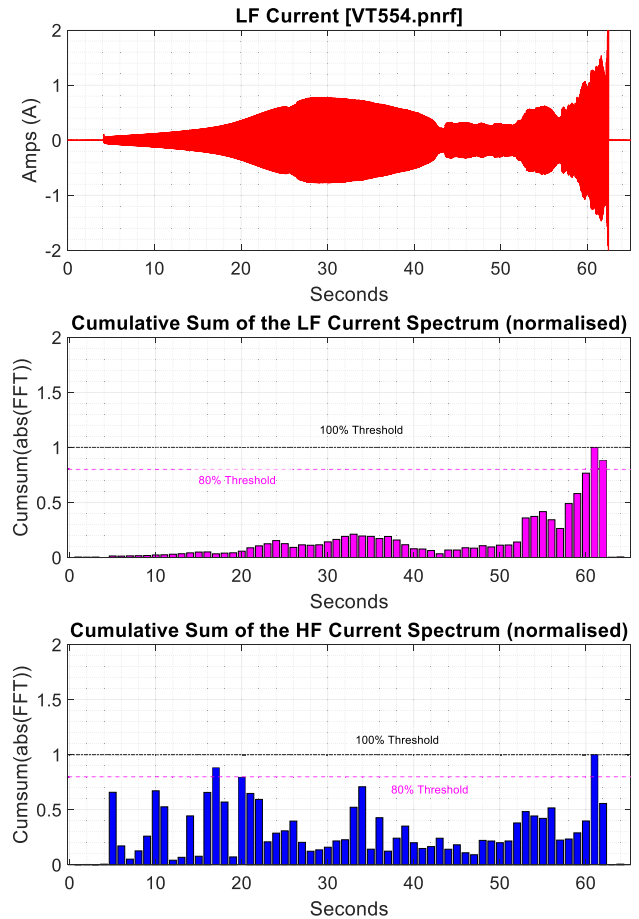 LF Current [VT554.pnrf]
2
1
0
-1
-2
Amps (A)
0 10 20 30 40 50 60
Seconds
Cumulative Sum of the LF Current Spectrum (normalised)
2
1.5
1
0.5
0
Cumsum(abs(FFT))
100% Threshold
80% Threshold
0 10 20 30 40 50 60
Seconds
Cumulative Sum of the HF Current Spectrum (normalised)
2
1.5
1
0.5
0
Cumsum(abs(FFT))
100% Threshold
80% Threshold
0 10 20 30 40 50 60
Seconds